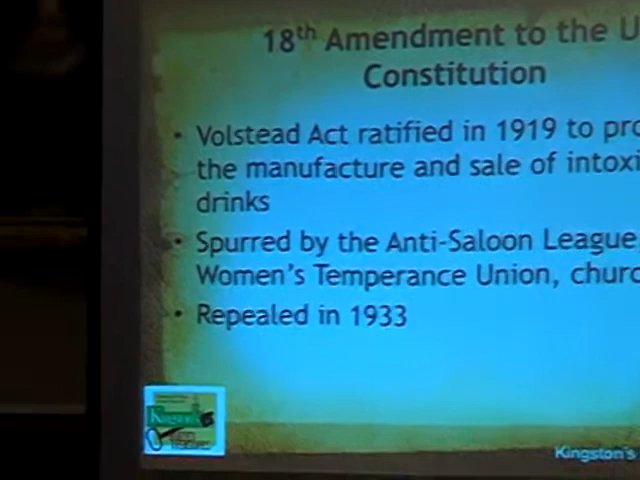 18th Amendment to the U
Constitution
• Volstead Act ratified in 1919 to pro
the manufacture and sale of intoxi
drinks
• Spurred by the Anti-Saloon League
Women's Temperance Union, churc
• Repealed in 1933
Kingston's